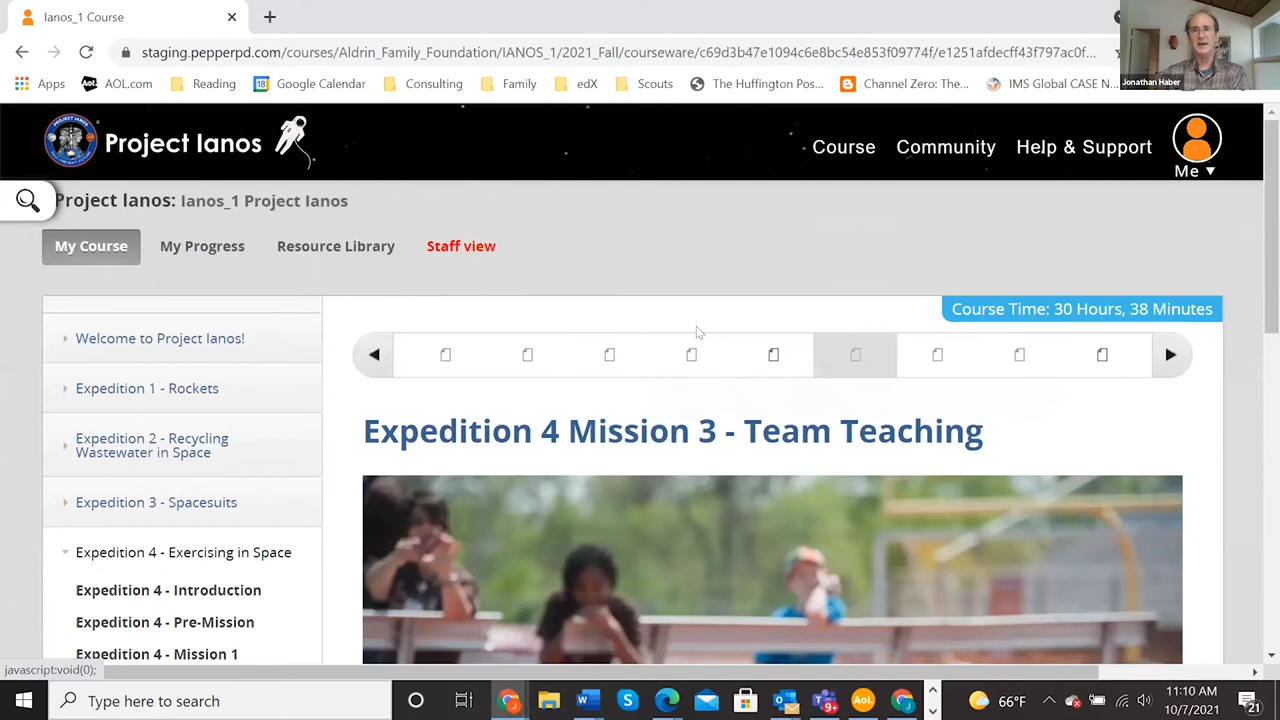 Ianos_1 Course
staging.pepperpd.com/courses/Aldrin_Family_Foundation/IANOS_1/2021_Fall/courseware/c69d3b47e1094c6e8bc54e853f09774f/e1251afdecff43f797ac0f...
Apps AOL.com Reading Google Calendar Consulting Family edX Scouts The Huffington Pos... Channel Zero: The... IMS Global CASE N...
Jonathan Haber
Project Ianos
Course Community Help & Support Me ▼
Project Ianos: Ianos_1 Project Ianos
My Course My Progress Resource Library Staff view
Course Time: 30 Hours, 38 Minutes
Welcome to Project Ianos!
Expedition 1 - Rockets
Expedition 2 - Recycling
Wastewater in Space
Expedition 3 - Spacesuits
Expedition 4 - Exercising in Space
Expedition 4 - Introduction
Expedition 4 - Pre-Mission
Expedition 4 - Mission 1
Expedition 4 Mission 3 - Team Teaching
javascript:void(0);
Type here to search
66°F
11:10 AM
10/7/2021
21